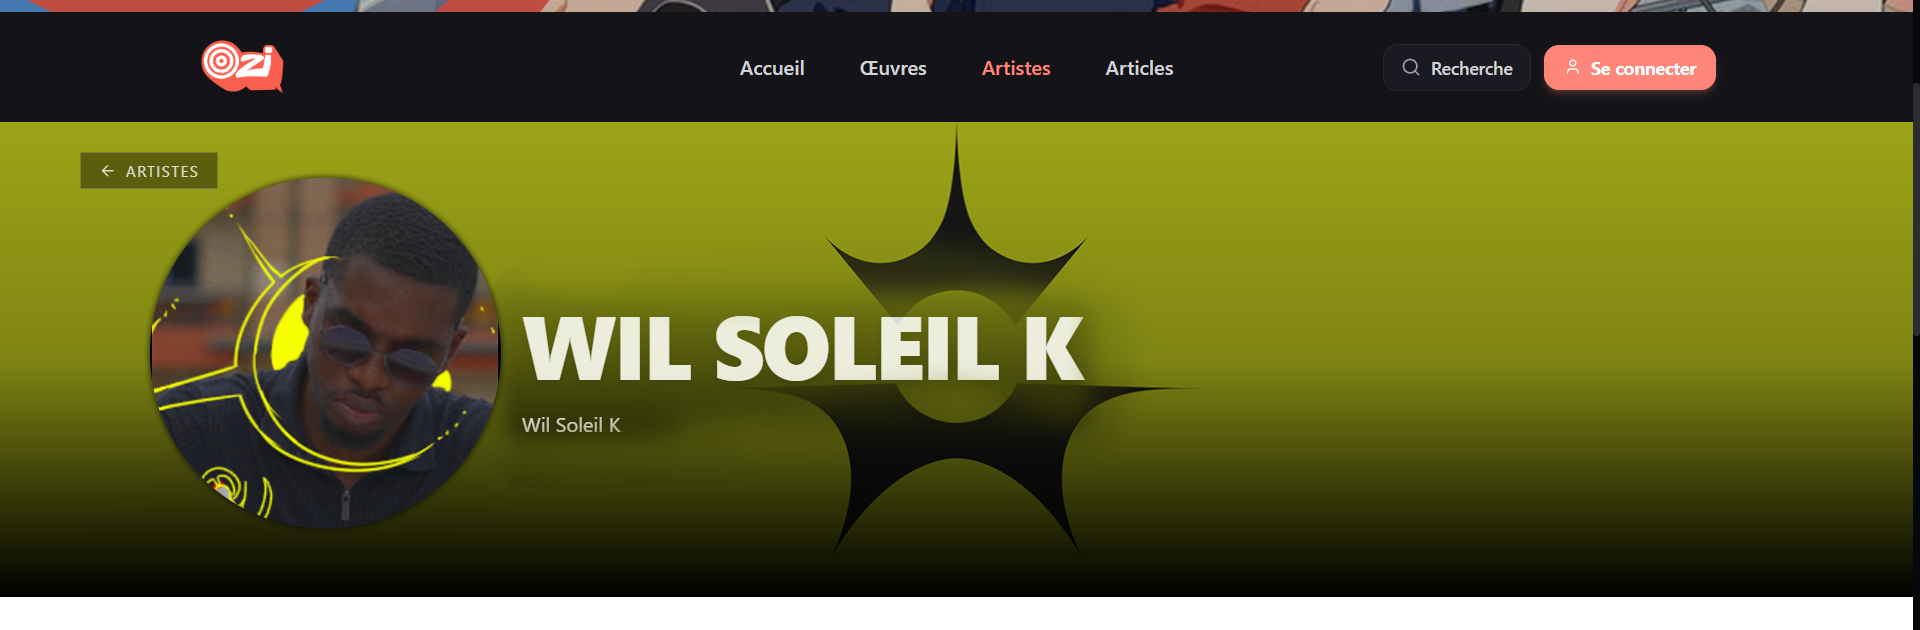 Ozi
Accueil
Œuvres
Artistes
Articles
Recherche
Se connecter
← ARTISTES
WIL SOLEIL K
Wil Soleil K